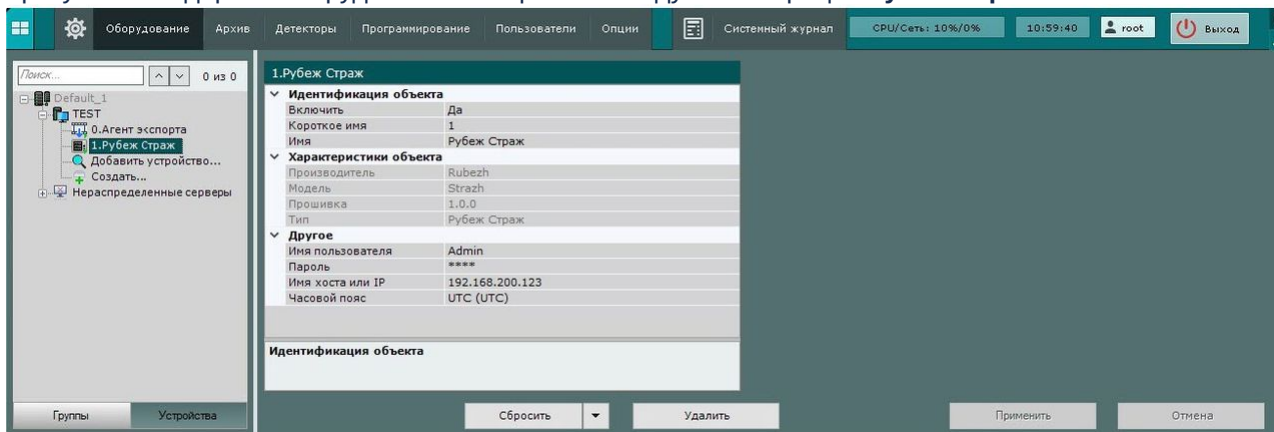 Оборудование Архив Детекторы Программирование Пользователи Опции Системный журнал CPU/Сеть: 10%/0% 10:59:40 root Выход
Поиск... 0 из 0
Default_1
TEST
0.Агент экспорта
1.Рубеж Страж
Добавить устройство...
Создать...
Нераспределенные серверы
Группы Устройства
1.Рубеж Страж
Идентификация объекта
Включить Да
Короткое имя 1
Имя Рубеж Страж
Характеристики объекта
Производитель Rubezh
Модель Strazh
Прошивка 1.0.0
Тип Рубеж Страж
Другое
Имя пользователя Admin
Пароль ****
Имя хоста или IP 192.168.200.123
Часовой пояс UTC (UTC)
Идентификация объекта
Сбросить Удалить Применить Отмена